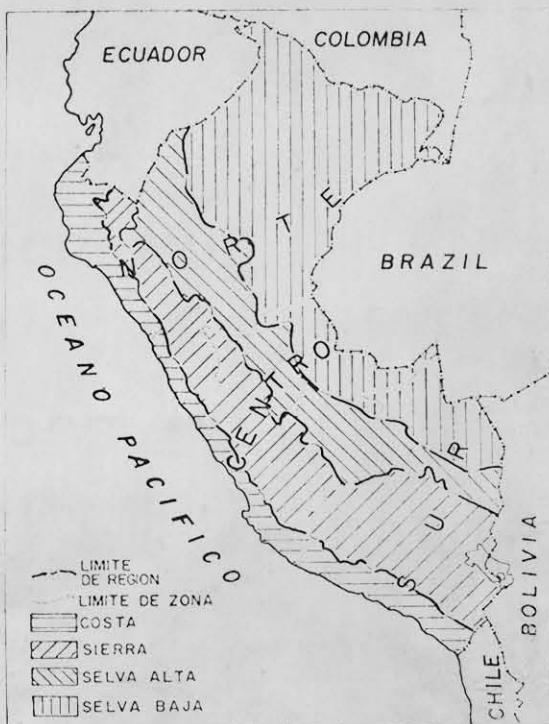 ECUADOR
COLOMBIA
BRAZIL
NORTE
CENTRO
SUR
OCEANO PACIFICO
BOLIVIA
CHILE
LIMITE DE REGION
LIMITE DE ZONA
COSTA
SIERRA
SELVA ALTA
SELVA BAJA